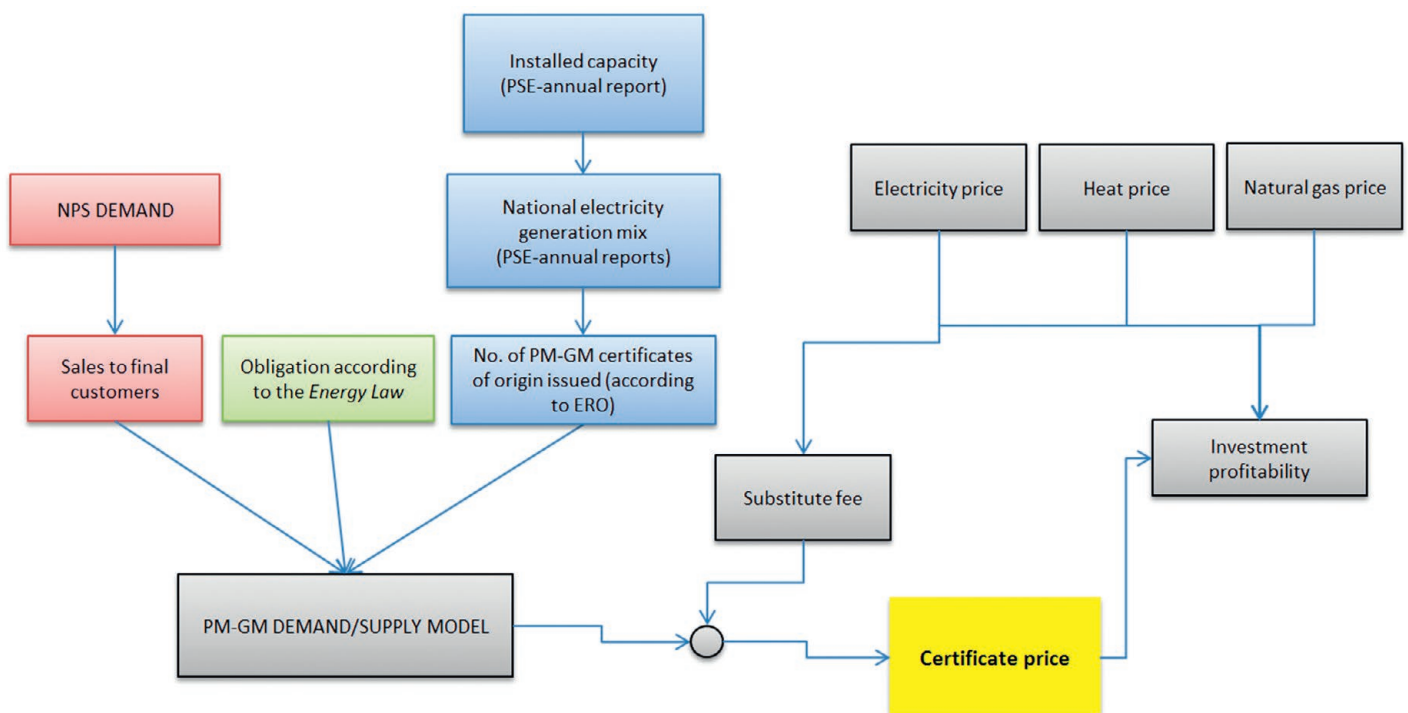 Installed capacity
(PSE-annual report)
NPS DEMAND
National electricity
generation mix
(PSE-annual reports)
Electricity price
Heat price
Natural gas price
Sales to final
customers
Obligation according
to the Energy Law
No. of PM-GM certificates
of origin issued (according
to ERO)
Investment
profitability
Substitute fee
PM-GM DEMAND/SUPPLY MODEL
Certificate price